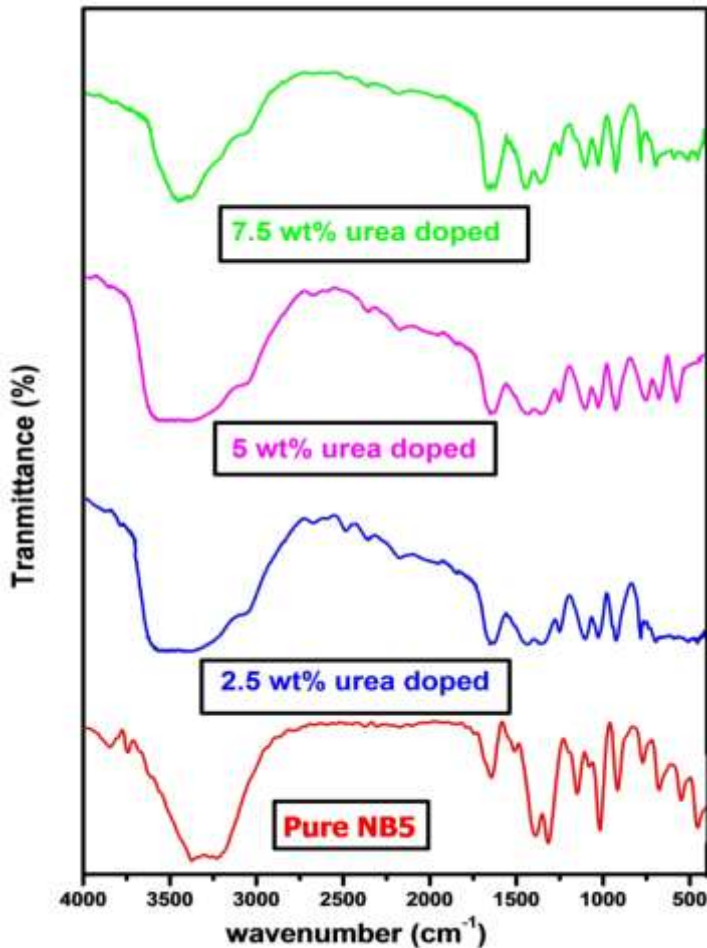 7.5 wt% urea doped
5 wt% urea doped
2.5 wt% urea doped
Pure NB5
Tranmittance (%)
4000 3500 3000 2500 2000 1500 1000 500
wavenumber (cm⁻¹)